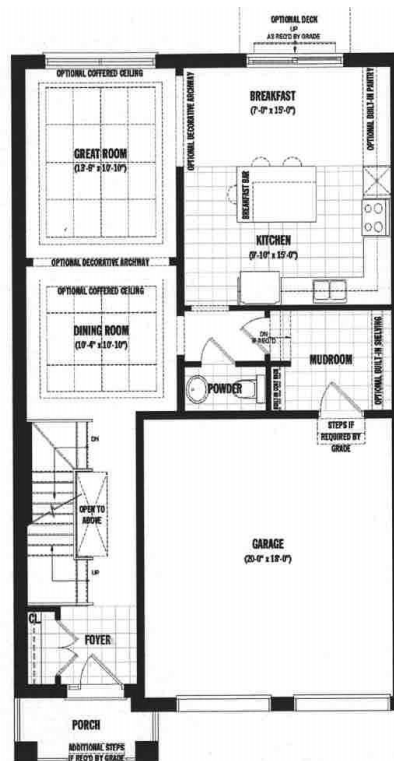 OPTIONAL DECK
UP
AS REQ'D BY GRADE
OPTIONAL COFFERED CEILING
BREAKFAST
(7'-0" x 15'-0")
OPTIONAL BUILT-IN PANTRY
OPTIONAL DECORATIVE ARCHWAY
GREAT ROOM
(13'-6" x 10'-10")
BREAKFAST BAR
KITCHEN
(9'-10" x 15'-0")
OPTIONAL DECORATIVE ARCHWAY
OPTIONAL COFFERED CEILING
DINING ROOM
(10'-4" x 10'-10")
DN
IF REQ'D
MUDROOM
OPTIONAL BUILT-IN SHELVING
POWDER
STEPS IF
REQUIRED BY
GRADE
DN
OPEN TO
ABOVE
UP
GARAGE
(20'-0" x 18'-0")
CL
FOYER
PORCH
ADDITIONAL STEPS
IF REQ'D BY GRADE